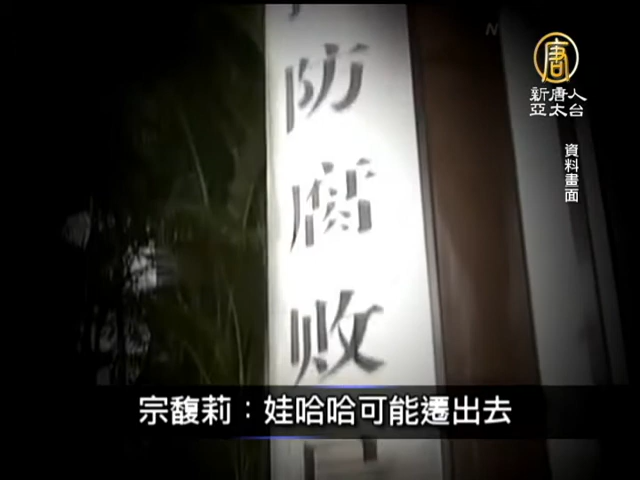 防腐败
唐
新唐人
亞太台
資料畫面
宗馥莉：娃哈哈可能遷出去